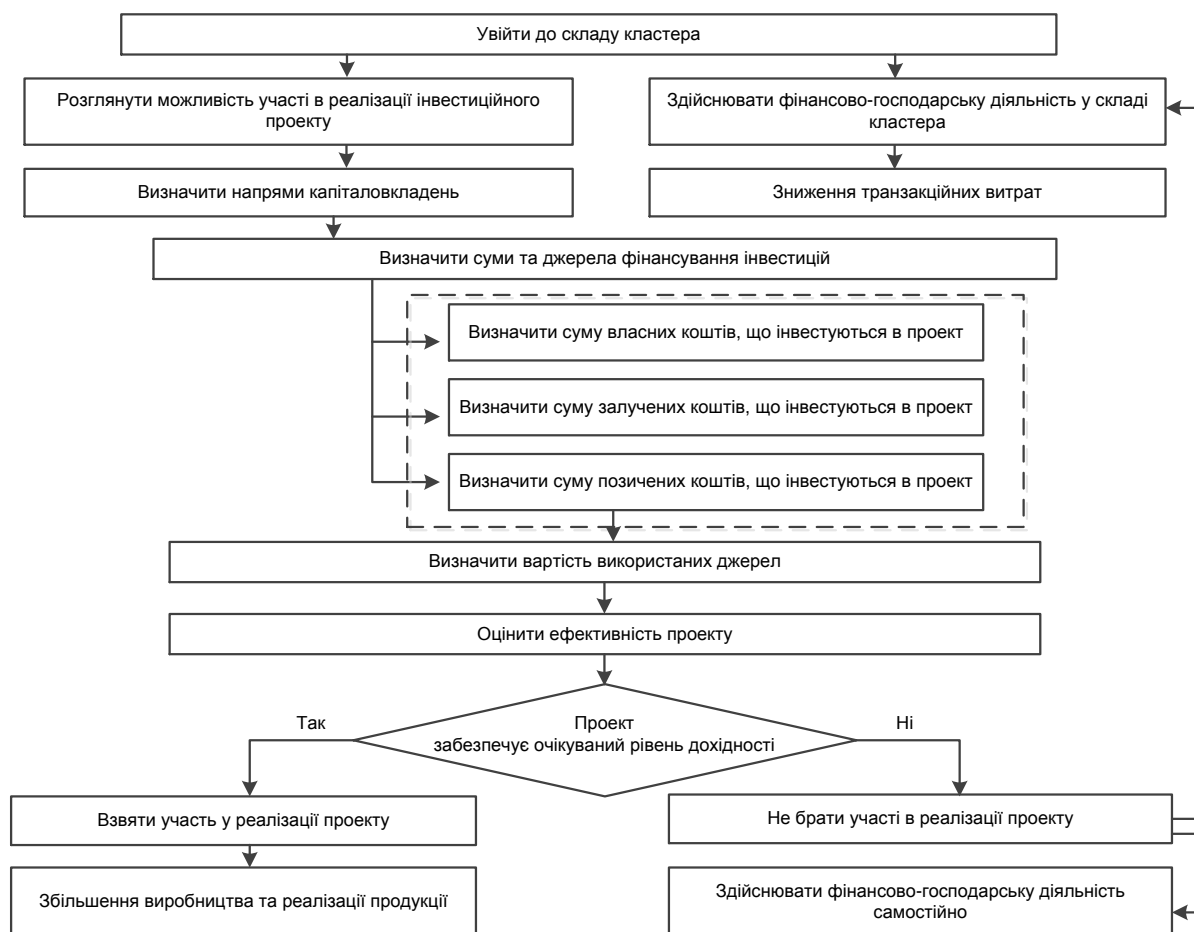 Увійти до складу кластера
Розглянути можливість участі в реалізації інвестиційного
проекту
Здійснювати фінансово-господарську діяльність у складі
кластера
Визначити напрями капіталовкладень
Зниження транзакційних витрат
Визначити суми та джерела фінансування інвестицій
Визначити суму власних коштів, що інвестуються в проект
Визначити суму залучених коштів, що інвестуються в проект
Визначити суму позичених коштів, що інвестуються в проект
Визначити вартість використаних джерел
Оцінити ефективність проекту
Так
Проект
забезпечує очікуваний рівень дохідності
Ні
Взвяти участь у реалізації проекту
Не брати участі в реалізації проекту
Збільшення виробництва та реалізації продукції
Здійснювати фінансово-господарську діяльність
самостійно